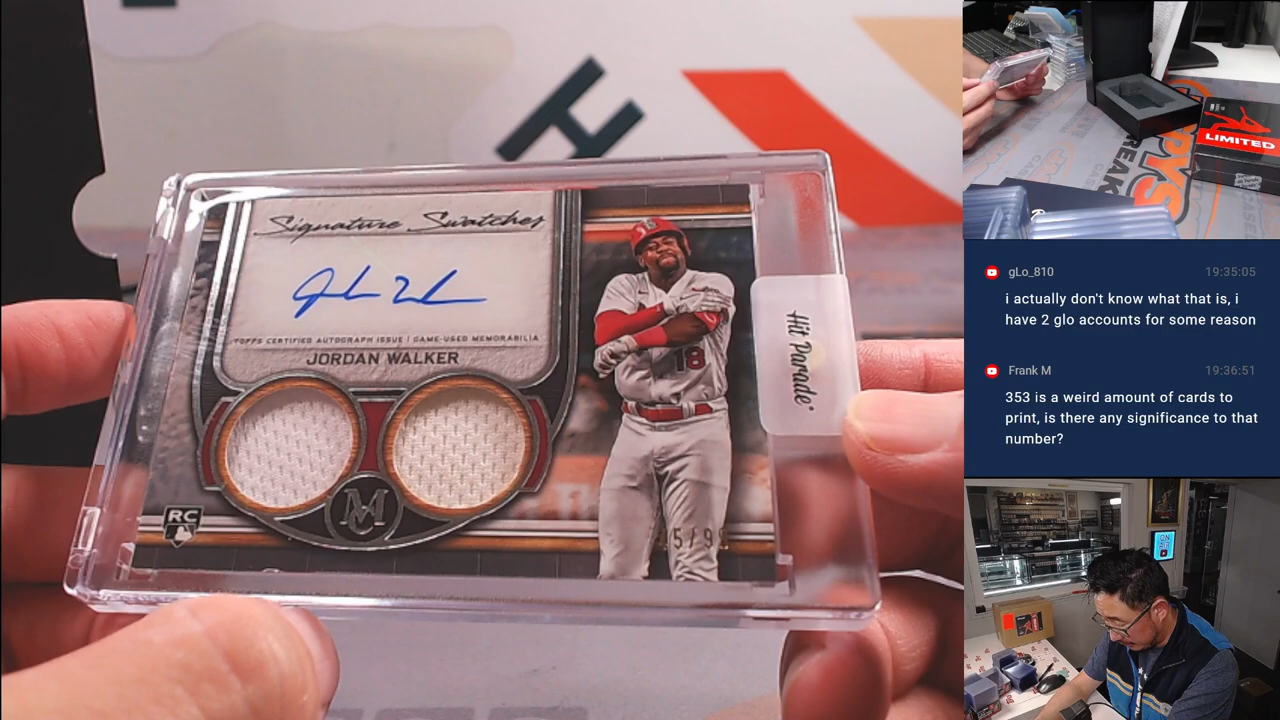 H
Signature Swatches
TOPPS CERTIFIED AUTOGRAPH ISSUE | GAME-USED MEMORABILIA
JORDAN WALKER
18
M
RC
5/99
Hit Parade
LIMITED
gLo_810 19:35:05
i actually don't know what that is, i
have 2 glo accounts for some reason
Frank M 19:36:51
353 is a weird amount of cards to
print, is there any significance to that
number?